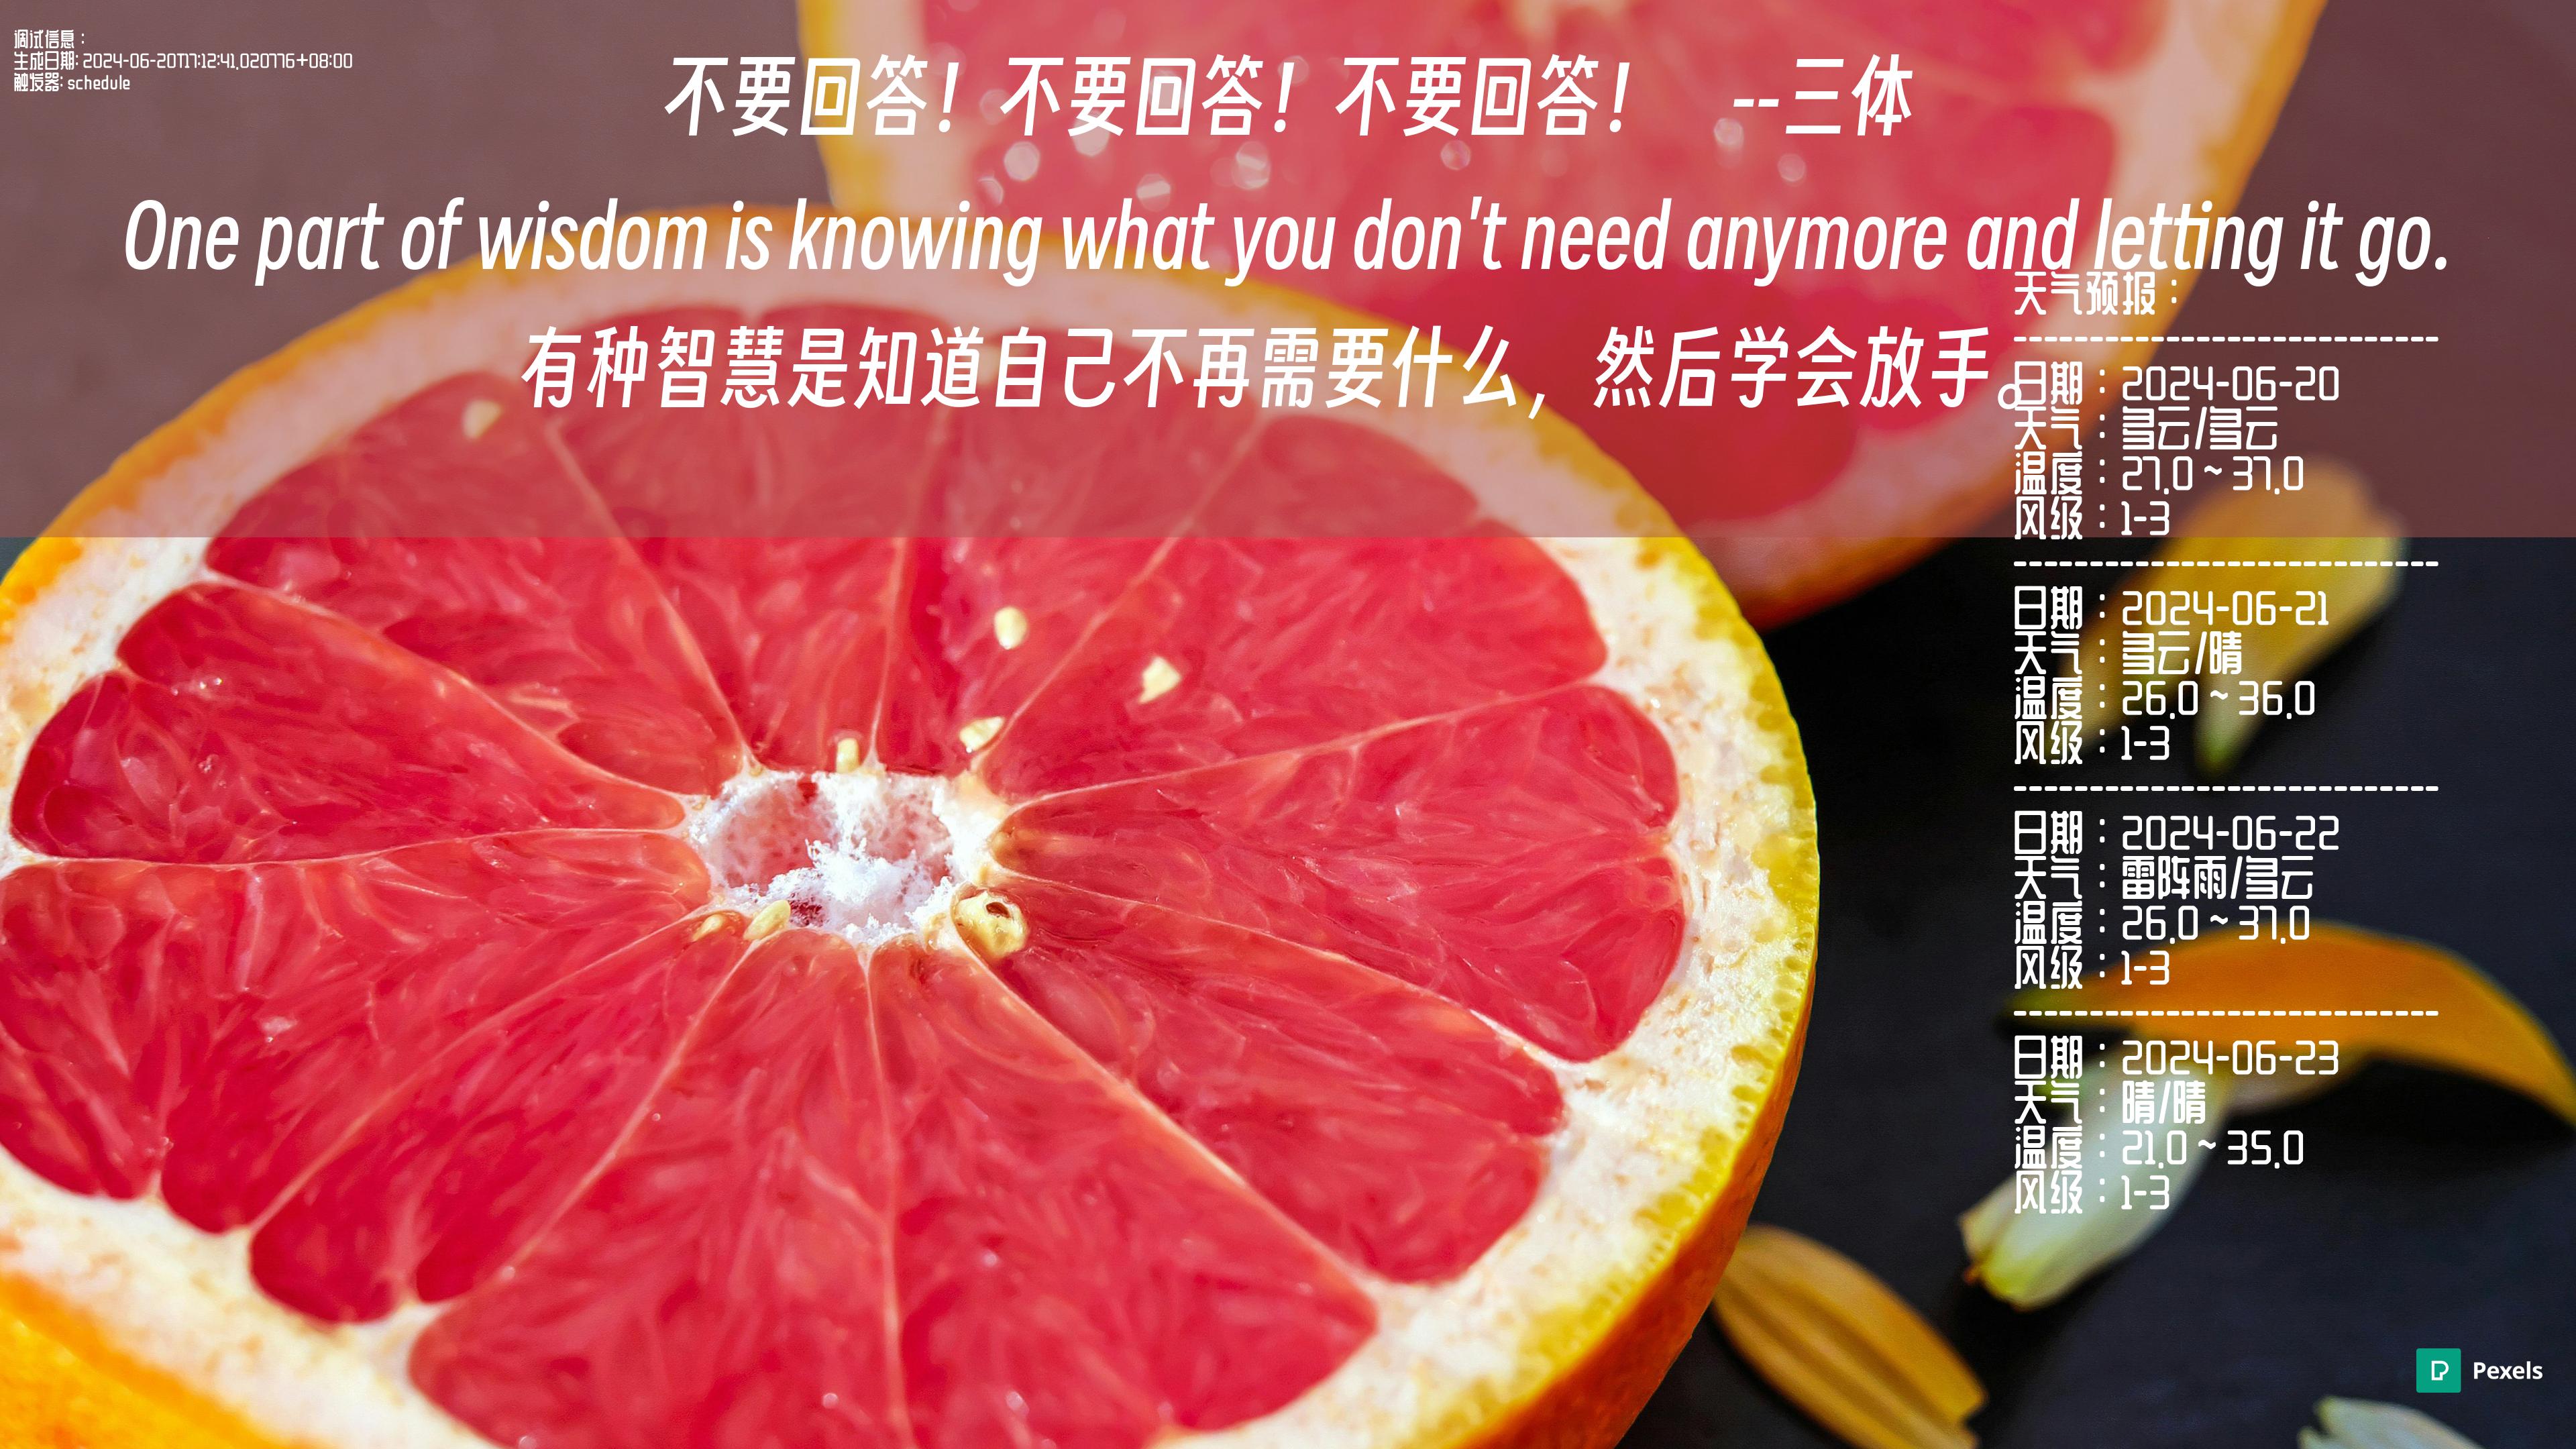 调试信息：
生成日期: 2024-06-20T17:12:41.020776+08:00
触发器: schedule
不要回答！不要回答！不要回答！ --三体
One part of wisdom is knowing what you don't need anymore and letting it go.
有种智慧是知道自己不再需要什么，然后学会放手。
天气预报：
----------------------------
日期：2024-06-20
天气：多云/多云
温度：27.0 ~ 37.0
风级：1-3
----------------------------
日期：2024-06-21
天气：多云/晴
温度：26.0 ~ 36.0
风级：1-3
----------------------------
日期：2024-06-22
天气：雷阵雨/多云
温度：26.0 ~ 37.0
风级：1-3
----------------------------
日期：2024-06-23
天气：晴/晴
温度：21.0 ~ 35.0
风级：1-3
Pexels